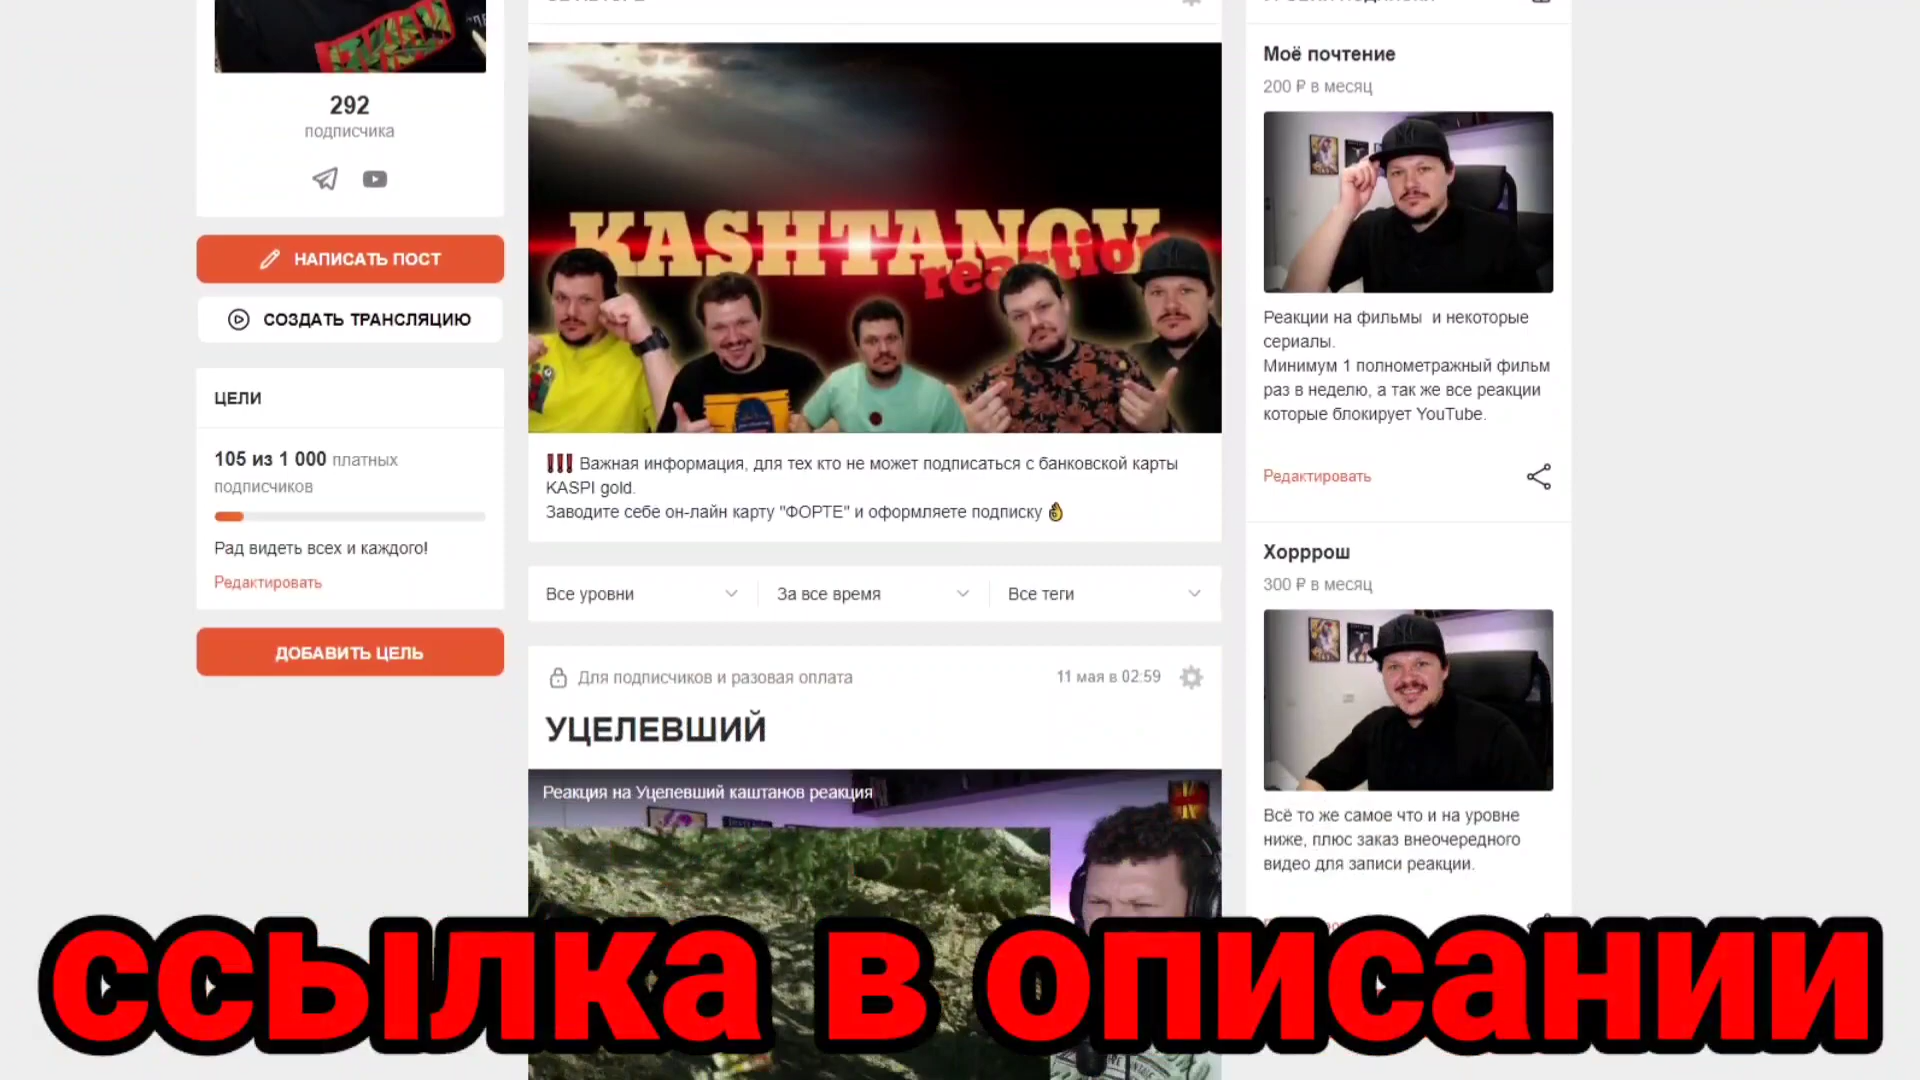 292
подписчика
НАПИСАТЬ ПОСТ
СОЗДАТЬ ТРАНСЛЯЦИЮ
ЦЕЛИ
105 из 1 000 платных
подписчиков
Рад видеть всех и каждого!
Редактировать
ДОБАВИТЬ ЦЕЛЬ
KASHTANOV
reaction
!!! Важная информация, для тех кто не может подписаться с банковской карты
KASPI gold.
Заводите себе он-лайн карту "ФОРТЕ" и оформляете подписку 👌
Все уровни
За все время
Все теги
Для подписчиков и разовая оплата
11 мая в 02:59
УЦЕЛЕВШИЙ
Реакция на Уцелевший каштанов реакция
Моё почтение
200 ₽ в месяц
Реакции на фильмы и некоторые
сериалы.
Минимум 1 полнометражный фильм
раз в неделю, а так же все реакции
которые блокирует YouTube.
Редактировать
Хорррош
300 ₽ в месяц
Всё то же самое что и на уровне
ниже, плюс заказ внеочередного
видео для записи реакции.
ссылка в описании